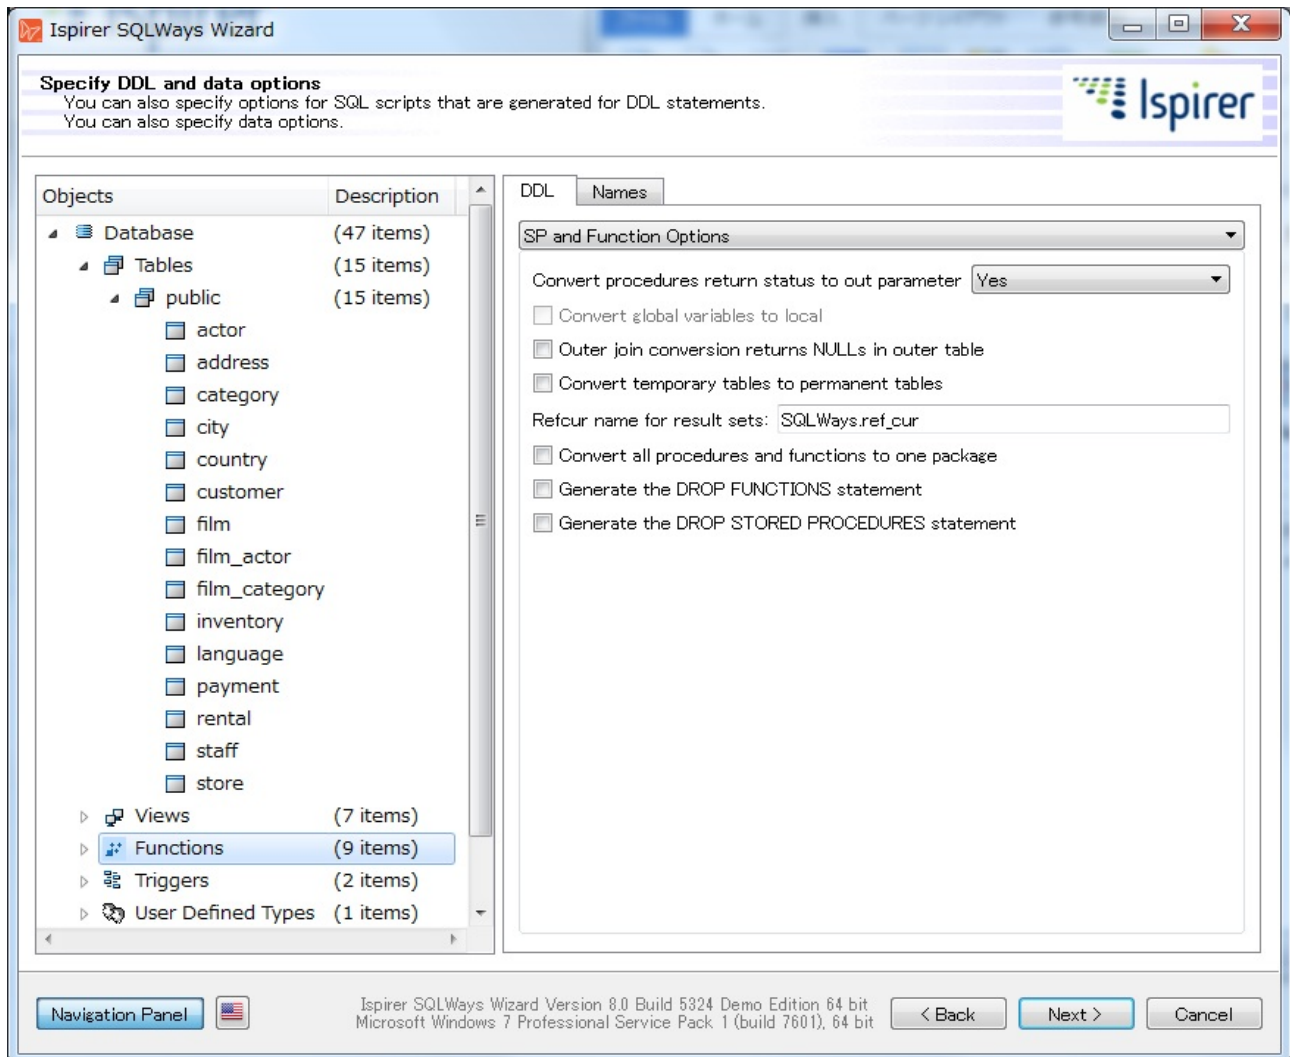 Ispirer SQLWays Wizard
Specify DDL and data options
You can also specify options for SQL scripts that are generated for DDL statements.
You can also specify data options.
Ispirer
Objects Description
Database (47 items)
Tables (15 items)
public (15 items)
actor
address
category
city
country
customer
film
film_actor
film_category
inventory
language
payment
rental
staff
store
Views (7 items)
Functions (9 items)
Triggers (2 items)
User Defined Types (1 items)
DDL Names
SP and Function Options
Convert procedures return status to out parameter Yes
Convert global variables to local
Outer join conversion returns NULLs in outer table
Convert temporary tables to permanent tables
Refcur name for result sets: SQLWays.ref_cur
Convert all procedures and functions to one package
Generate the DROP FUNCTIONS statement
Generate the DROP STORED PROCEDURES statement
Navigation Panel
Ispirer SQLWays Wizard Version 8.0 Build 5324 Demo Edition 64 bit
Microsoft Windows 7 Professional Service Pack 1 (build 7601), 64 bit
< Back Next > Cancel